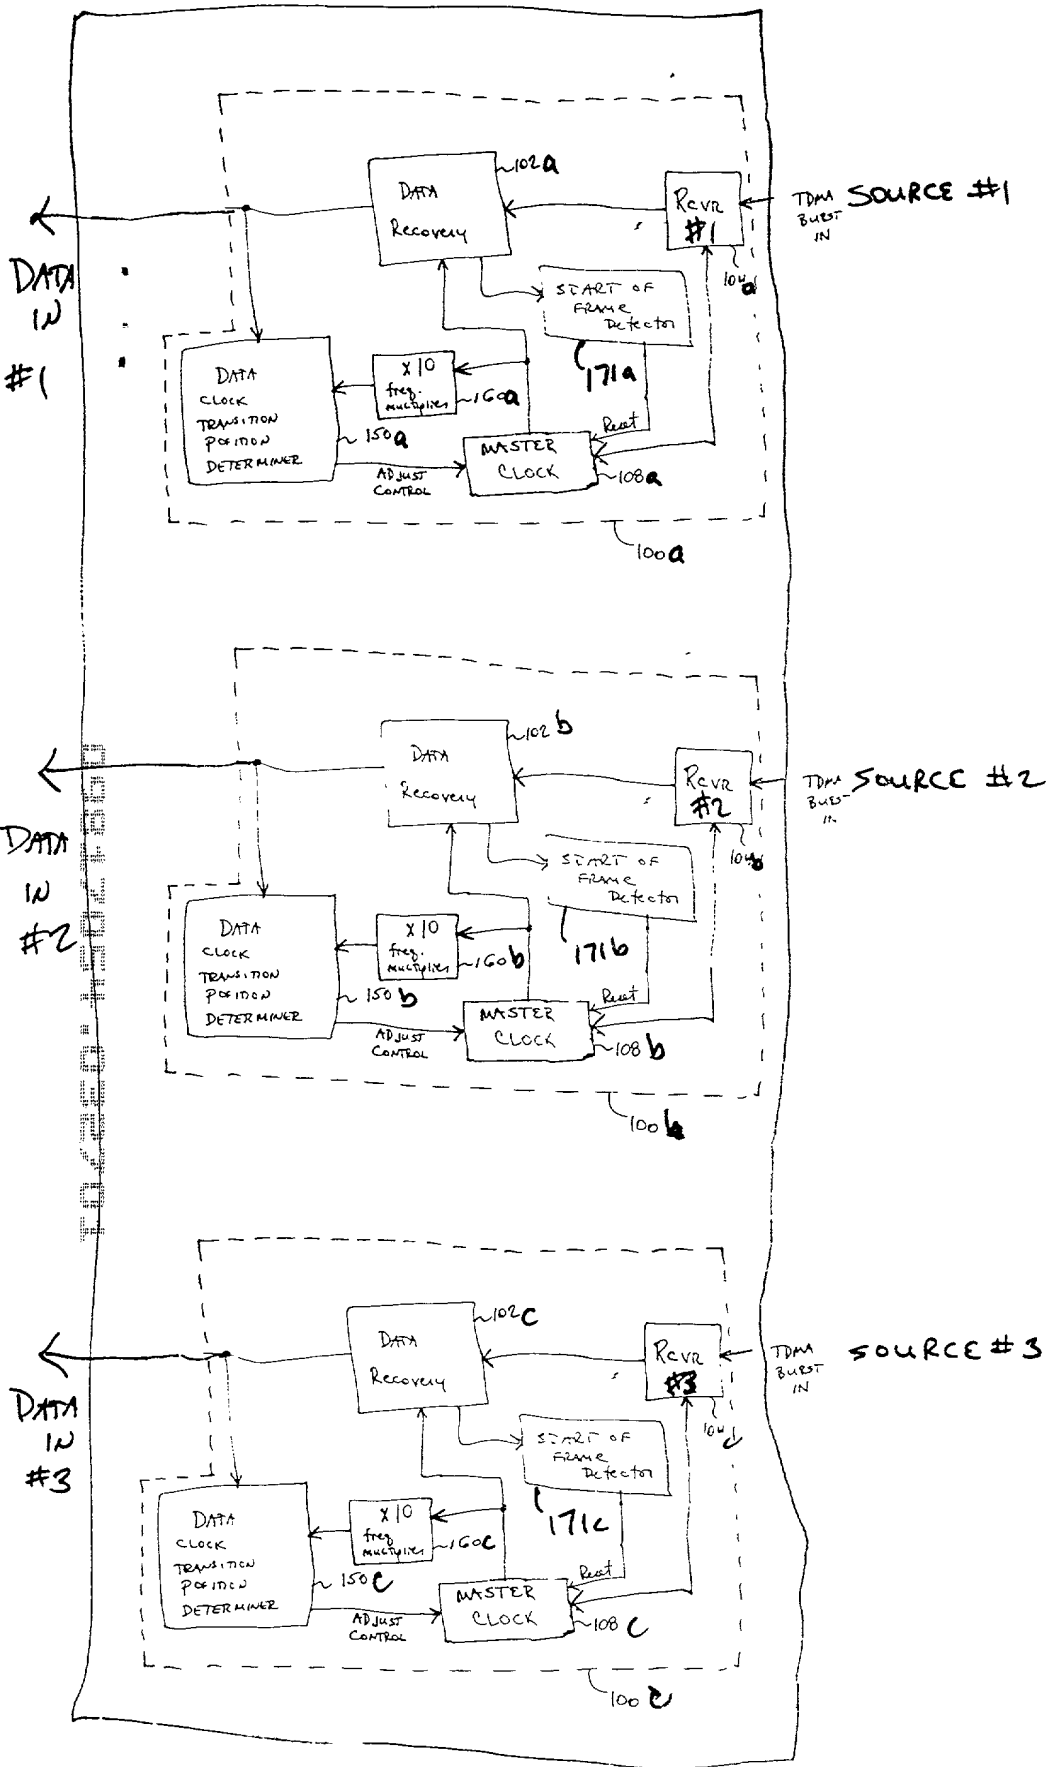 102a
DATA
Recovery
RCVR
#1
TDMA
BURST
IN
SOURCE #1
104a
DATA
IN
#1
START OF
FRAME
Detector
171a
DATA
CLOCK
TRANSITION
POSITION
DETERMINER
150a
X10
freq.
multiplier
160a
Reset
MASTER
CLOCK
108a
ADJUST
CONTROL
100a
102b
DATA
Recovery
RCVR
#2
TDMA
BURST
IN
SOURCE #2
104b
DATA
IN
#2
START OF
FRAME
Detector
171b
DATA
CLOCK
TRANSITION
POSITION
DETERMINER
150b
X10
freq.
multiplier
160b
Reset
MASTER
CLOCK
108b
ADJUST
CONTROL
100b
102c
DATA
Recovery
RCVR
#3
TDMA
BURST
IN
SOURCE #3
104c
DATA
IN
#3
START OF
FRAME
Detector
171c
DATA
CLOCK
TRANSITION
POSITION
DETERMINER
150c
X10
freq.
multiplier
160c
Reset
MASTER
CLOCK
108c
ADJUST
CONTROL
100c